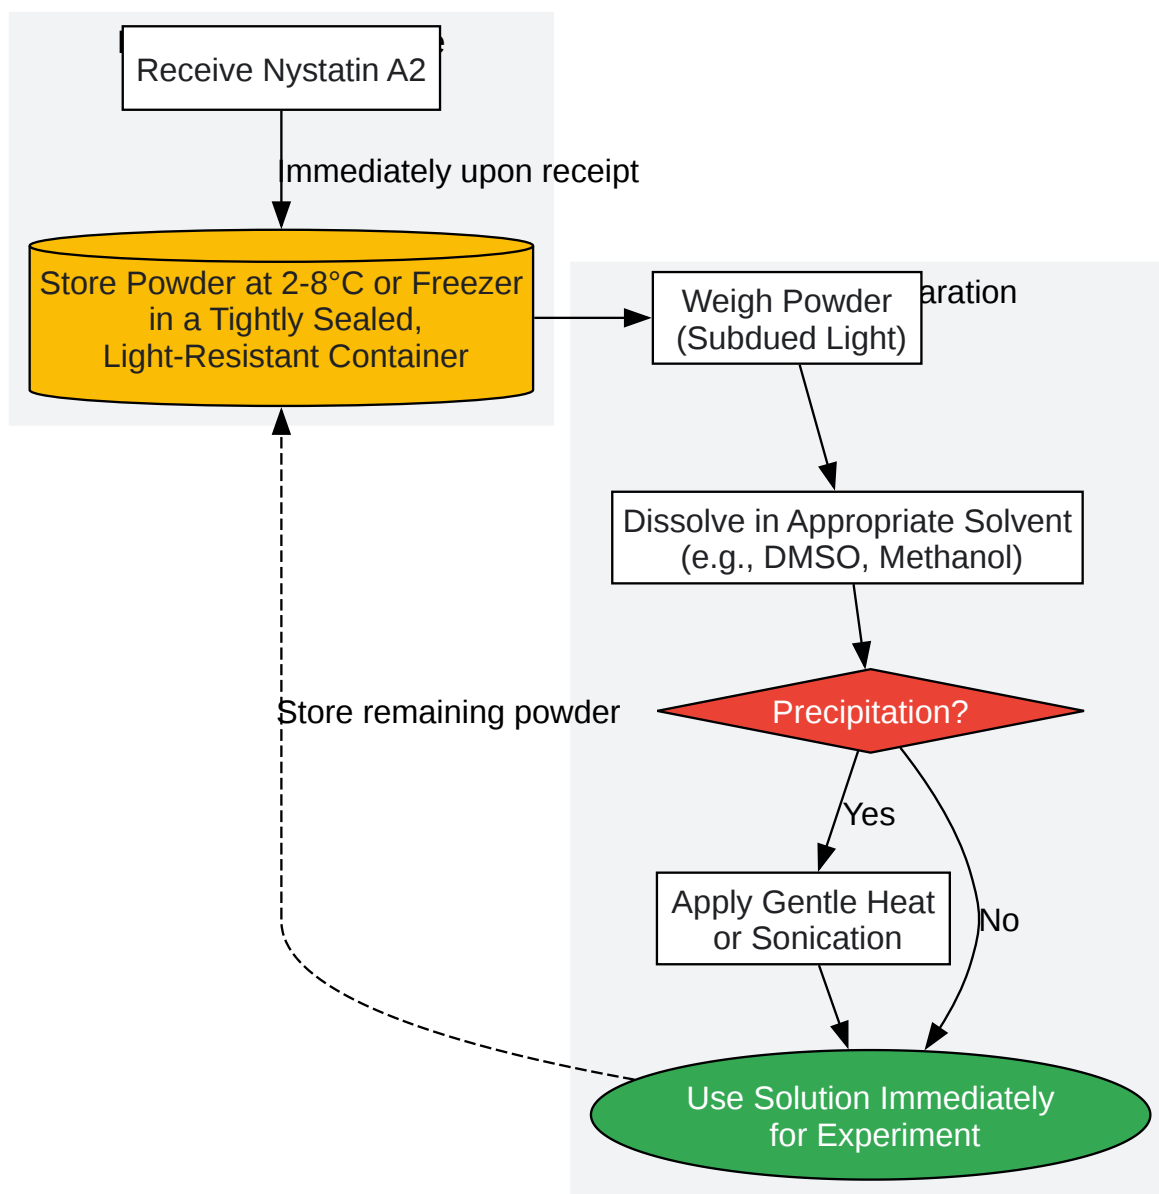 Receive Nystatin A2
Immediately upon receipt
Store Powder at 2-8°C or Freezer
in a Tightly Sealed,
Light-Resistant Container
Weigh Powder
(Subdued Light)
Dissolve in Appropriate Solvent
(e.g., DMSO, Methanol)
Precipitation?
Store remaining powder
Yes
Apply Gentle Heat
or Sonication
No
Use Solution Immediately
for Experiment